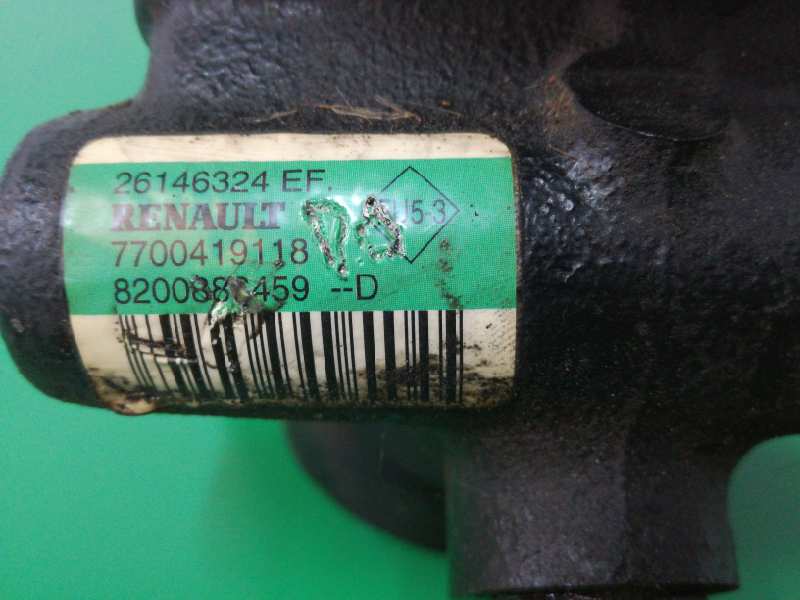 26146324 EF.
RENAULT
7700419118
--D